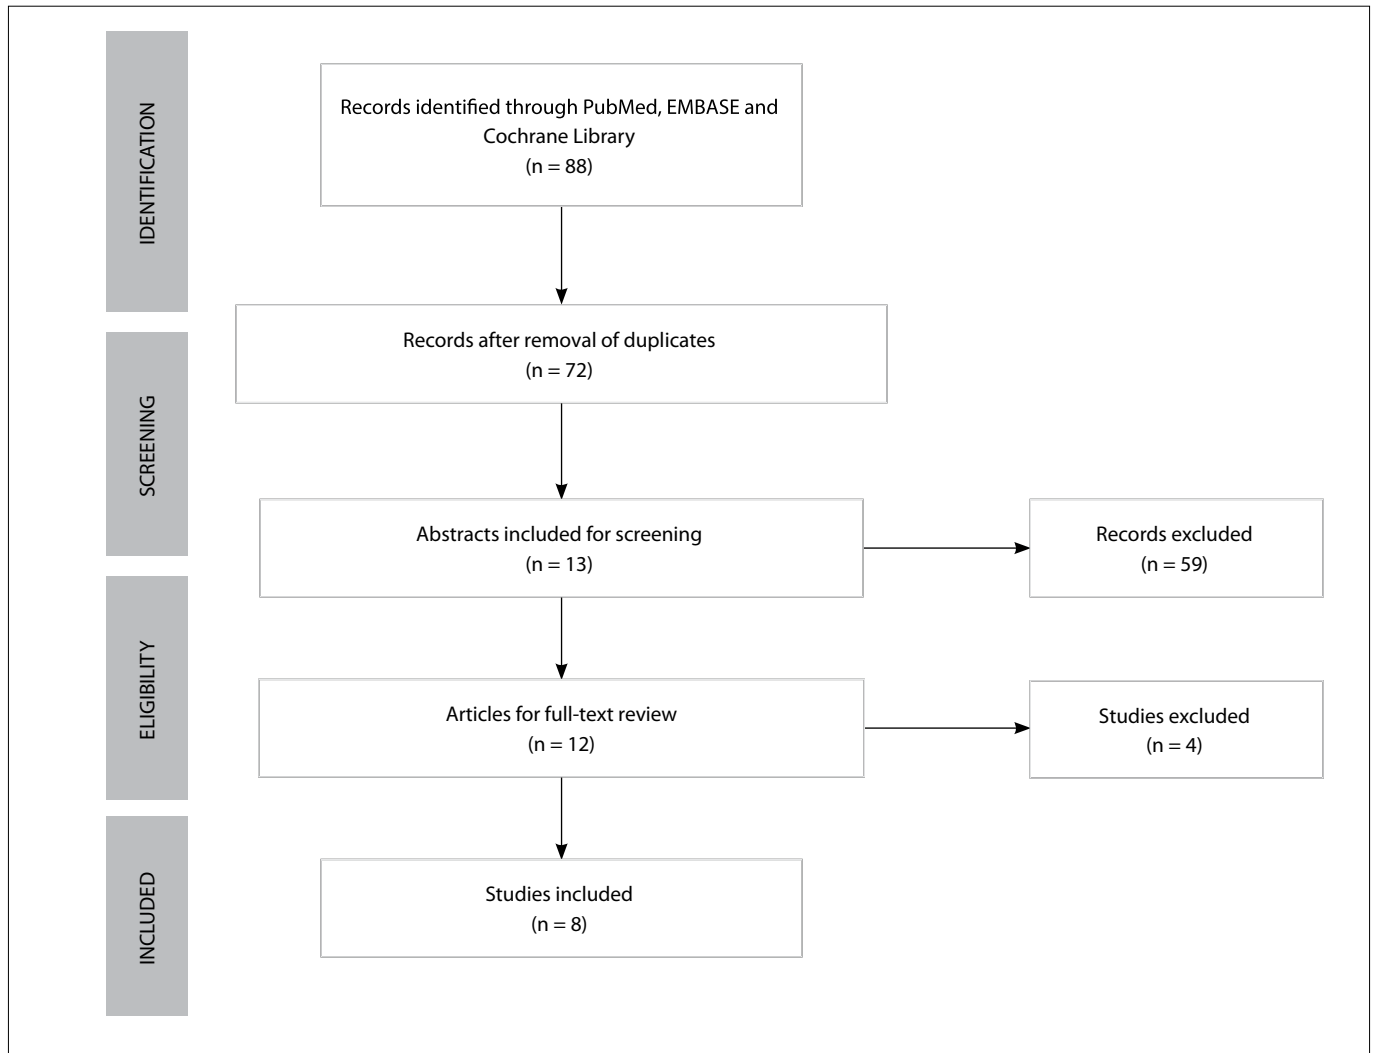 IDENTIFICATION
Records identified through PubMed, EMBASE and
Cochrane Library
(n = 88)
Records after removal of duplicates
(n = 72)
SCREENING
Abstracts included for screening
(n = 13)
Records excluded
(n = 59)
ELIGIBILITY
Articles for full-text review
(n = 12)
Studies excluded
(n = 4)
INCLUDED
Studies included
(n = 8)